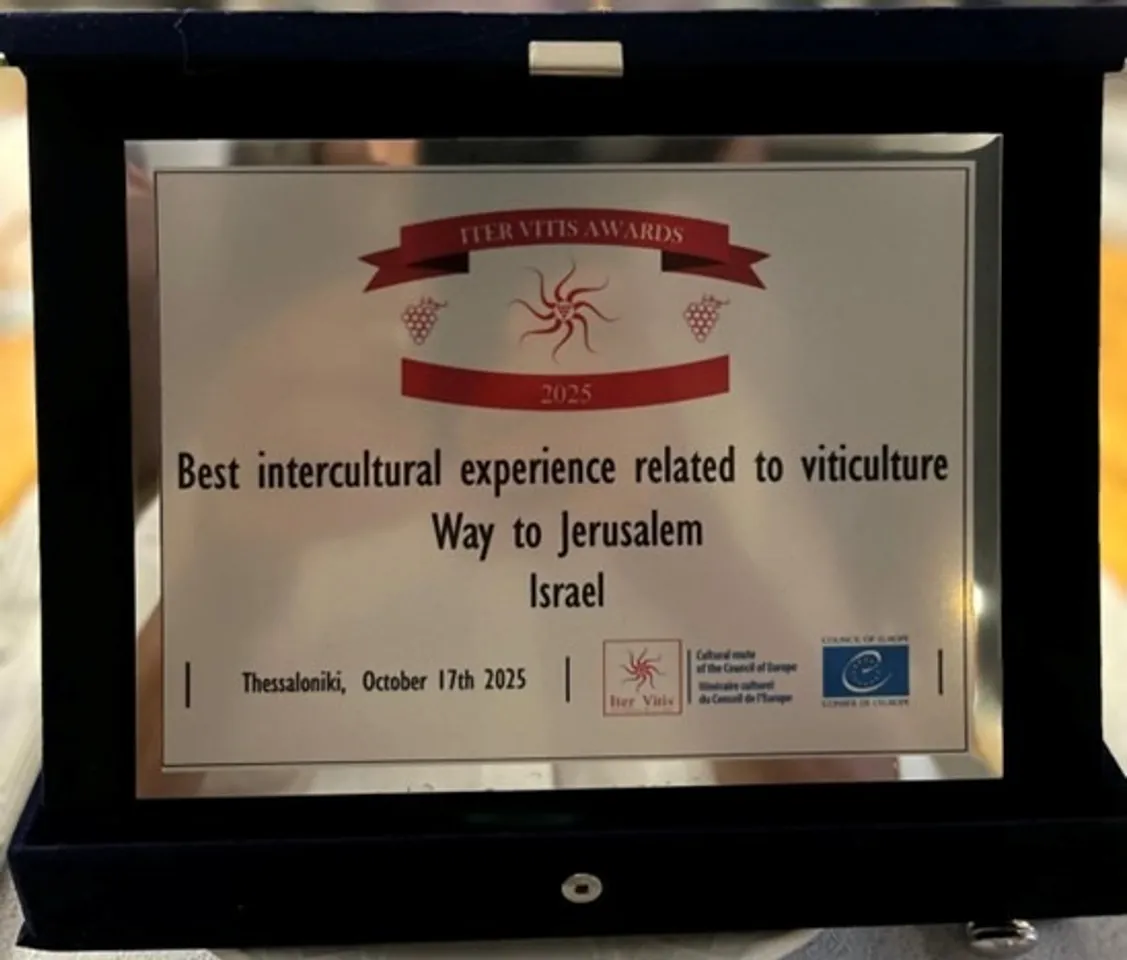 ITER VITIS AWARDS
2025
Best intercultural experience related to viticulture
Way to Jerusalem
Israel
Thessaloniki, October 17th 2025
Iter Vitis
Cultural route
of the Council of Europe
Itinéraire culturel
du Conseil de l'Europe
COUNCIL OF EUROPE
CONSEIL DE L'EUROPE